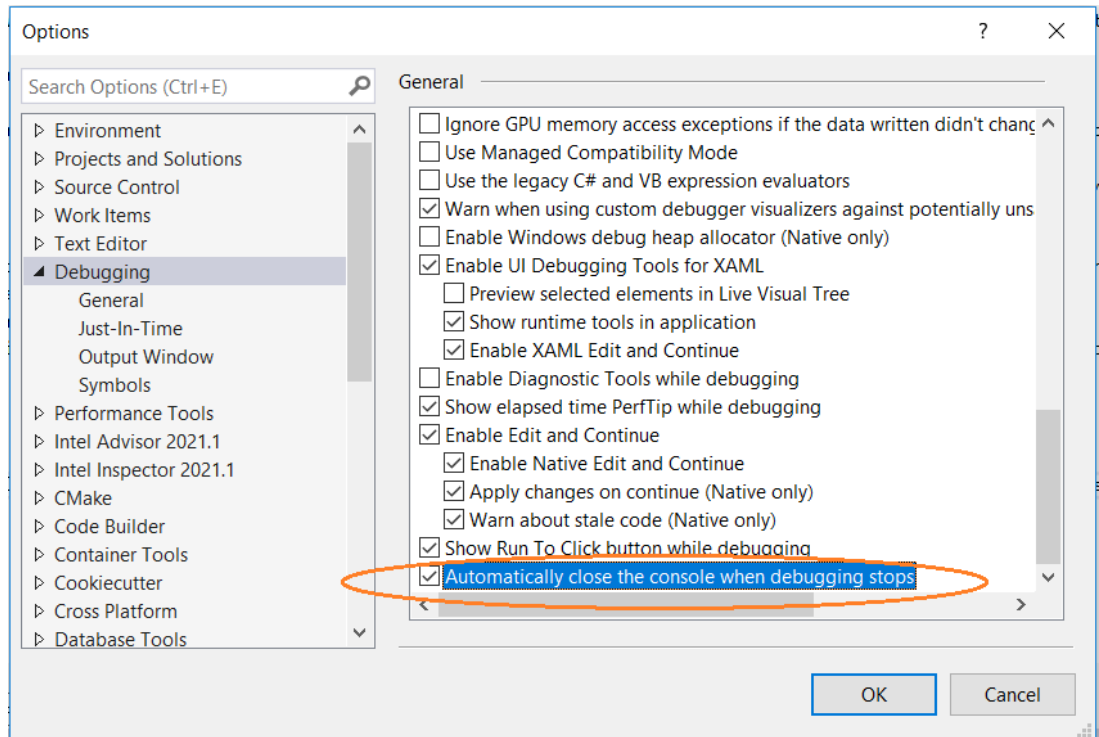 Options
?
Search Options (Ctrl+E)
Environment
Projects and Solutions
Source Control
Work Items
Text Editor
Debugging
General
Just-In-Time
Output Window
Symbols
Performance Tools
Intel Advisor 2021.1
Intel Inspector 2021.1
CMake
Code Builder
Container Tools
Cookiecutter
Cross Platform
Database Tools
General
Ignore GPU memory access exceptions if the data written didn't chang
Use Managed Compatibility Mode
Use the legacy C# and VB expression evaluators
Warn when using custom debugger visualizers against potentially uns
Enable Windows debug heap allocator (Native only)
Enable UI Debugging Tools for XAML
Preview selected elements in Live Visual Tree
Show runtime tools in application
Enable XAML Edit and Continue
Enable Diagnostic Tools while debugging
Show elapsed time PerfTip while debugging
Enable Edit and Continue
Enable Native Edit and Continue
Apply changes on continue (Native only)
Warn about stale code (Native only)
Show Run To Click button while debugging
Automatically close the console when debugging stops
OK
Cancel